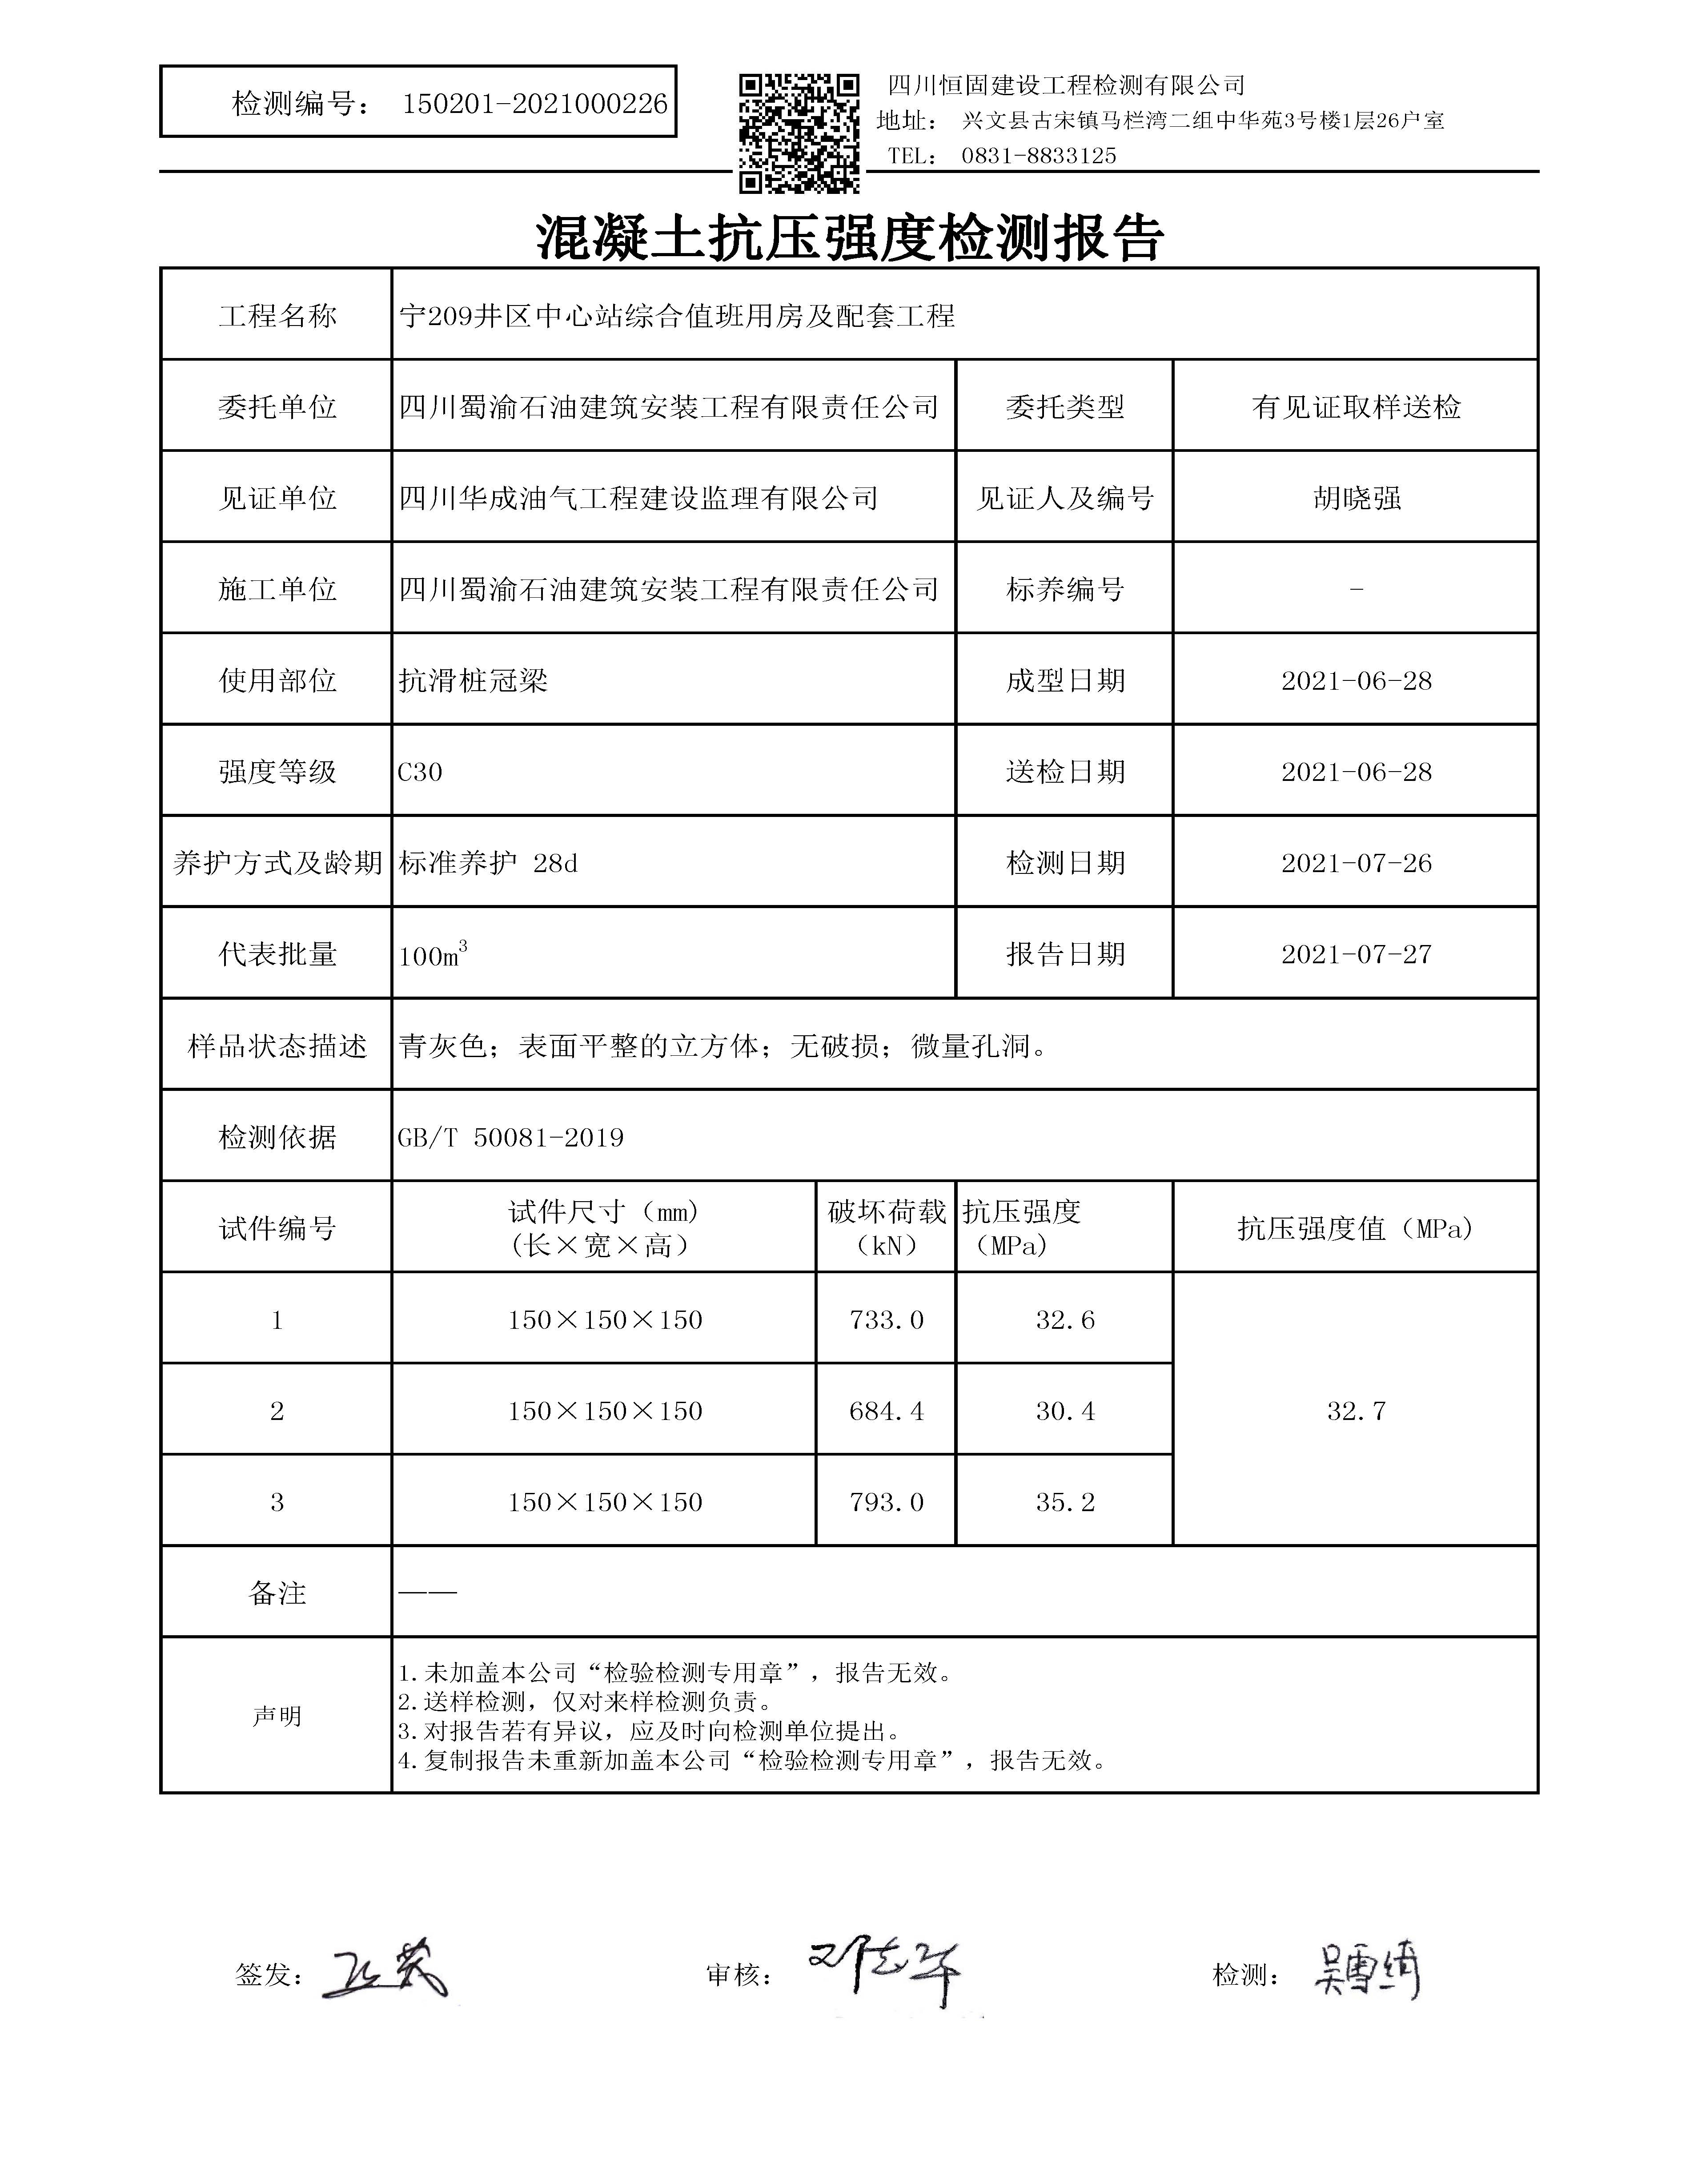 检测编号： 150201-2021000226
四川恒固建设工程检测有限公司
地址： 兴文县古宋镇马栏湾二组中华苑3号楼1层26户室
TEL： 0831-8833125
混凝土抗压强度检测报告
工程名称 宁209井区中心站综合值班用房及配套工程
委托单位 四川蜀渝石油建筑安装工程有限责任公司 委托类型 有见证取样送检
见证单位 四川华成油气工程建设监理有限公司 见证人及编号 胡晓强
施工单位 四川蜀渝石油建筑安装工程有限责任公司 标养编号 -
使用部位 抗滑桩冠梁 成型日期 2021-06-28
强度等级 C30 送检日期 2021-06-28
养护方式及龄期 标准养护 28d 检测日期 2021-07-26
代表批量 100m³ 报告日期 2021-07-27
样品状态描述 青灰色；表面平整的立方体；无破损；微量孔洞。
检测依据 GB/T 50081-2019
试件编号 试件尺寸（mm) (长×宽×高） 破坏荷载（kN） 抗压强度（MPa) 抗压强度值（MPa)
1 150×150×150 733.0 32.6
2 150×150×150 684.4 30.4 32.7
3 150×150×150 793.0 35.2
备注 ——
声明
1.未加盖本公司“检验检测专用章”，报告无效。
2.送样检测，仅对来样检测负责。
3.对报告若有异议，应及时向检测单位提出。
4.复制报告未重新加盖本公司“检验检测专用章”，报告无效。
签发： 审核： 邓志华 检测： 吴雪绮